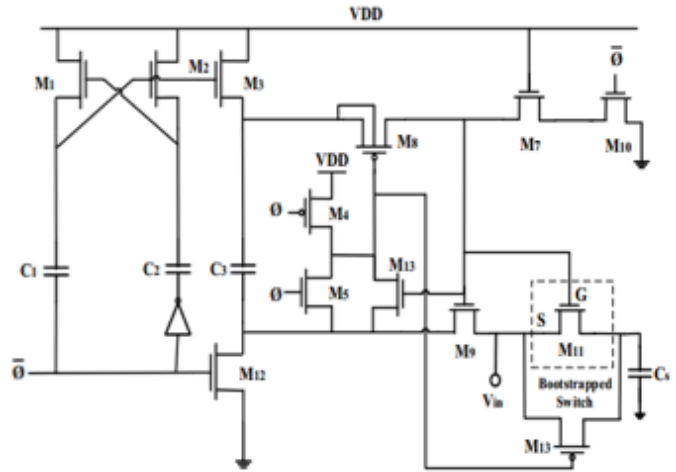 VDD
M1
M2
M3
Ø̅
M7
M10
M8
VDD
Ø
M4
C1
C2
C3
Ø
M5
M13
G
S
M9
M11
Cs
Ø̅
M12
Vin
Bootstrapped
Switch
M13